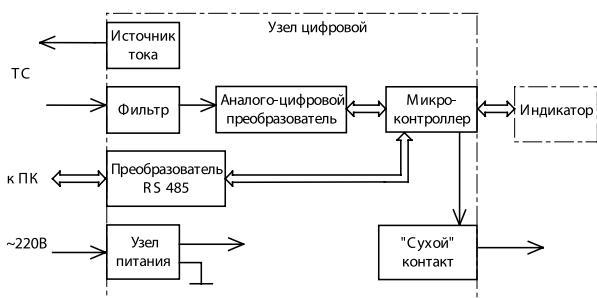 Узел цифровой
Источник
тока
ТС
Фильтр
Аналого-цифровой
преобразователь
Микро-
контроллер
Индикатор
к ПК
Преобразователь
RS 485
~220В
Узел
питания
"Сухой"
контакт